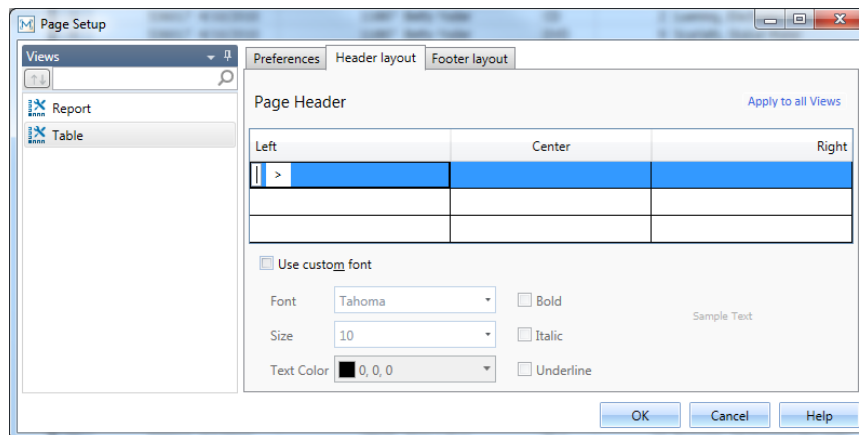 Page Setup
Views
Preferences Header layout Footer layout
Report
Table
Page Header
Apply to all Views
Left Center Right
>
Use custom font
Font Tahoma Bold
Sample Text
Size 10 Italic
Text Color 0, 0, 0 Underline
OK Cancel Help